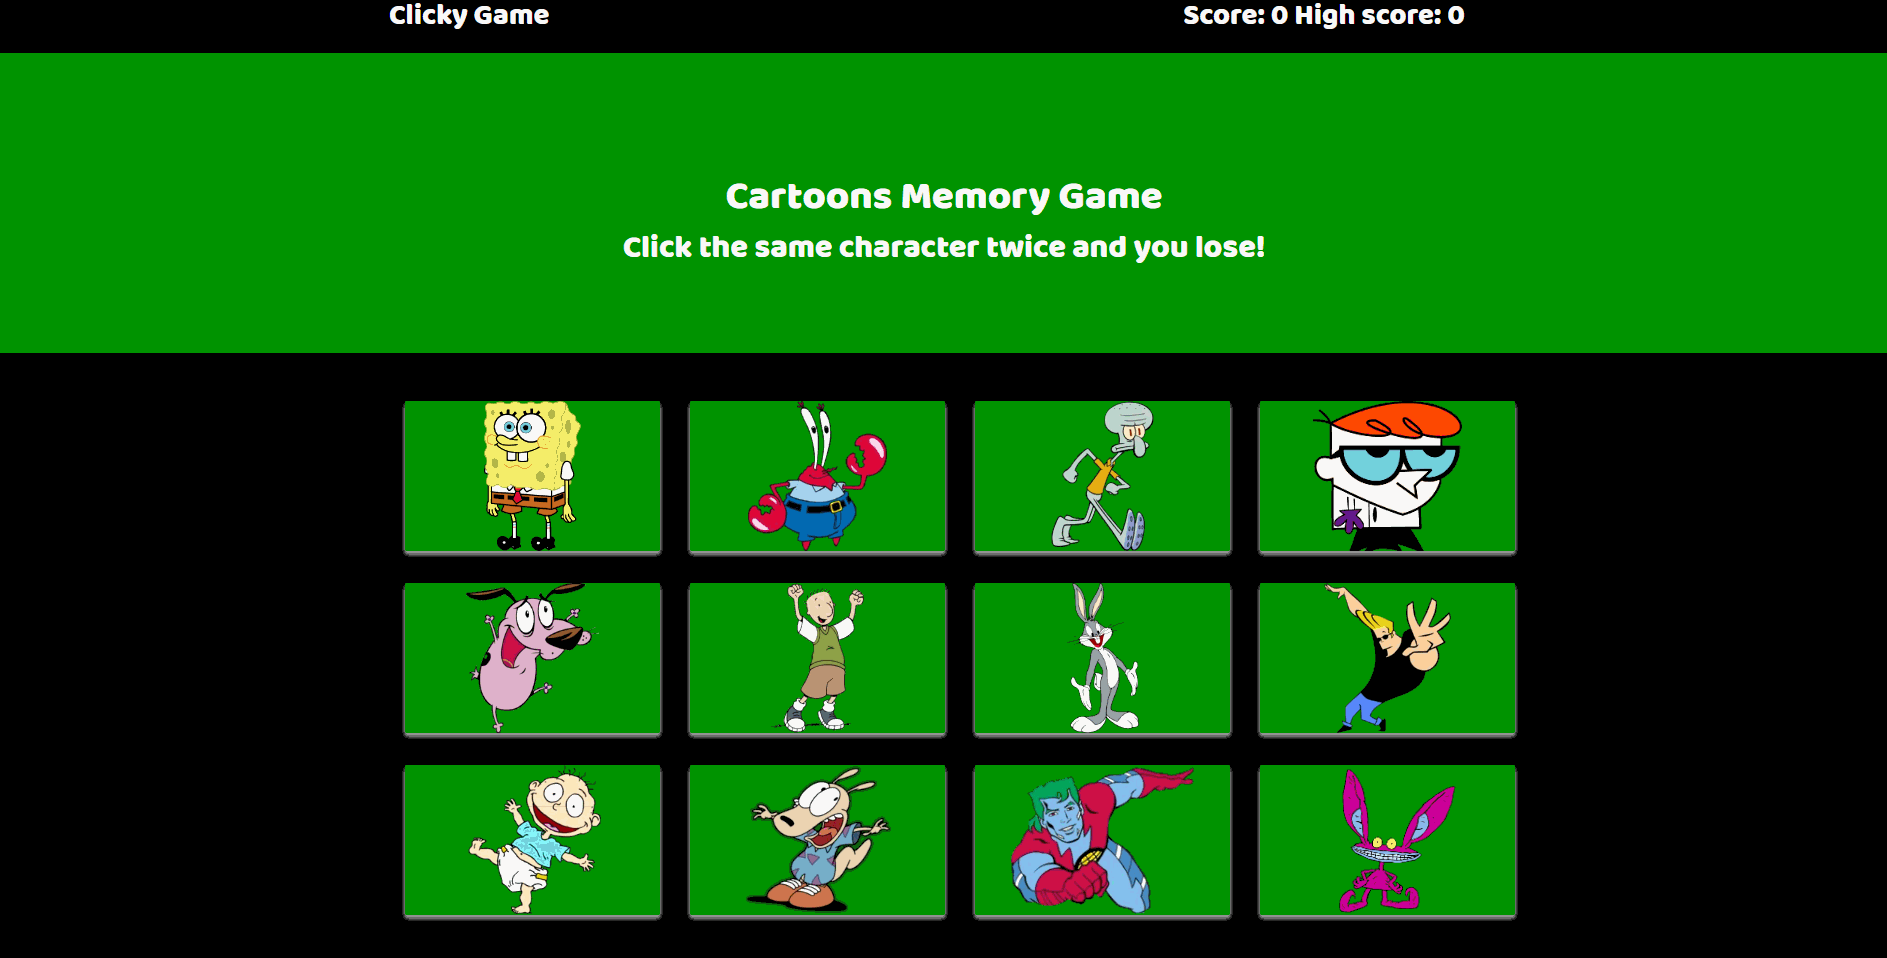 Clicky Game
Score: 0 High score: 0
Cartoons Memory Game
Click the same character twice and you lose!